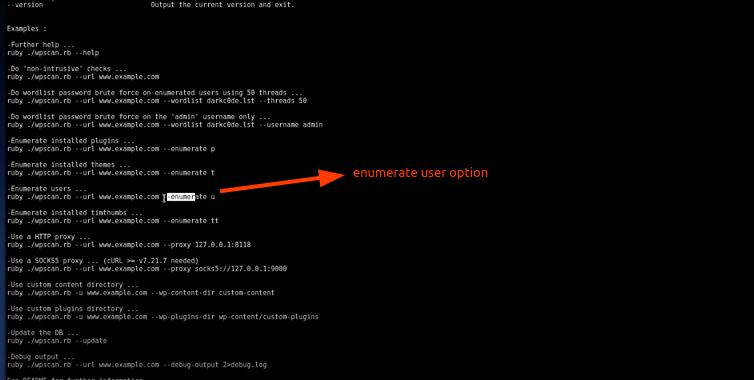 --version Output the current version and exit.
Examples :
-Further help ...
ruby ./wpscan.rb --help
-Do 'non-intrusive' checks ...
ruby ./wpscan.rb --url www.example.com
-Do wordlist password brute force on enumerated users using 50 threads ...
ruby ./wpscan.rb --url www.example.com --wordlist darkc0de.lst --threads 50
-Do wordlist password brute force on the 'admin' username only ...
ruby ./wpscan.rb --url www.example.com --wordlist darkc0de.lst --username admin
-Enumerate installed plugins ...
ruby ./wpscan.rb --url www.example.com --enumerate p
-Enumerate installed themes ...
ruby ./wpscan.rb --url www.example.com --enumerate t
enumerate user option
-Enumerate users ...
ruby ./wpscan.rb --url www.example.com --enumerate u
-Enumerate installed timthumbs ...
ruby ./wpscan.rb --url www.example.com --enumerate tt
-Use a HTTP proxy ...
ruby ./wpscan.rb --url www.example.com --proxy 127.0.0.1:8118
-Use a SOCKS5 proxy ... (cURL >= v7.21.7 needed)
ruby ./wpscan.rb --url www.example.com --proxy socks5://127.0.0.1:9000
-Use custom content directory ...
ruby ./wpscan.rb -u www.example.com --wp-content-dir custom-content
-Use custom plugins directory ...
ruby ./wpscan.rb -u www.example.com --wp-plugins-dir wp-content/custom-plugins
-Update the DB ...
ruby ./wpscan.rb --update
-Debug output ...
ruby ./wpscan.rb --url www.example.com --debug-output 2>debug.log